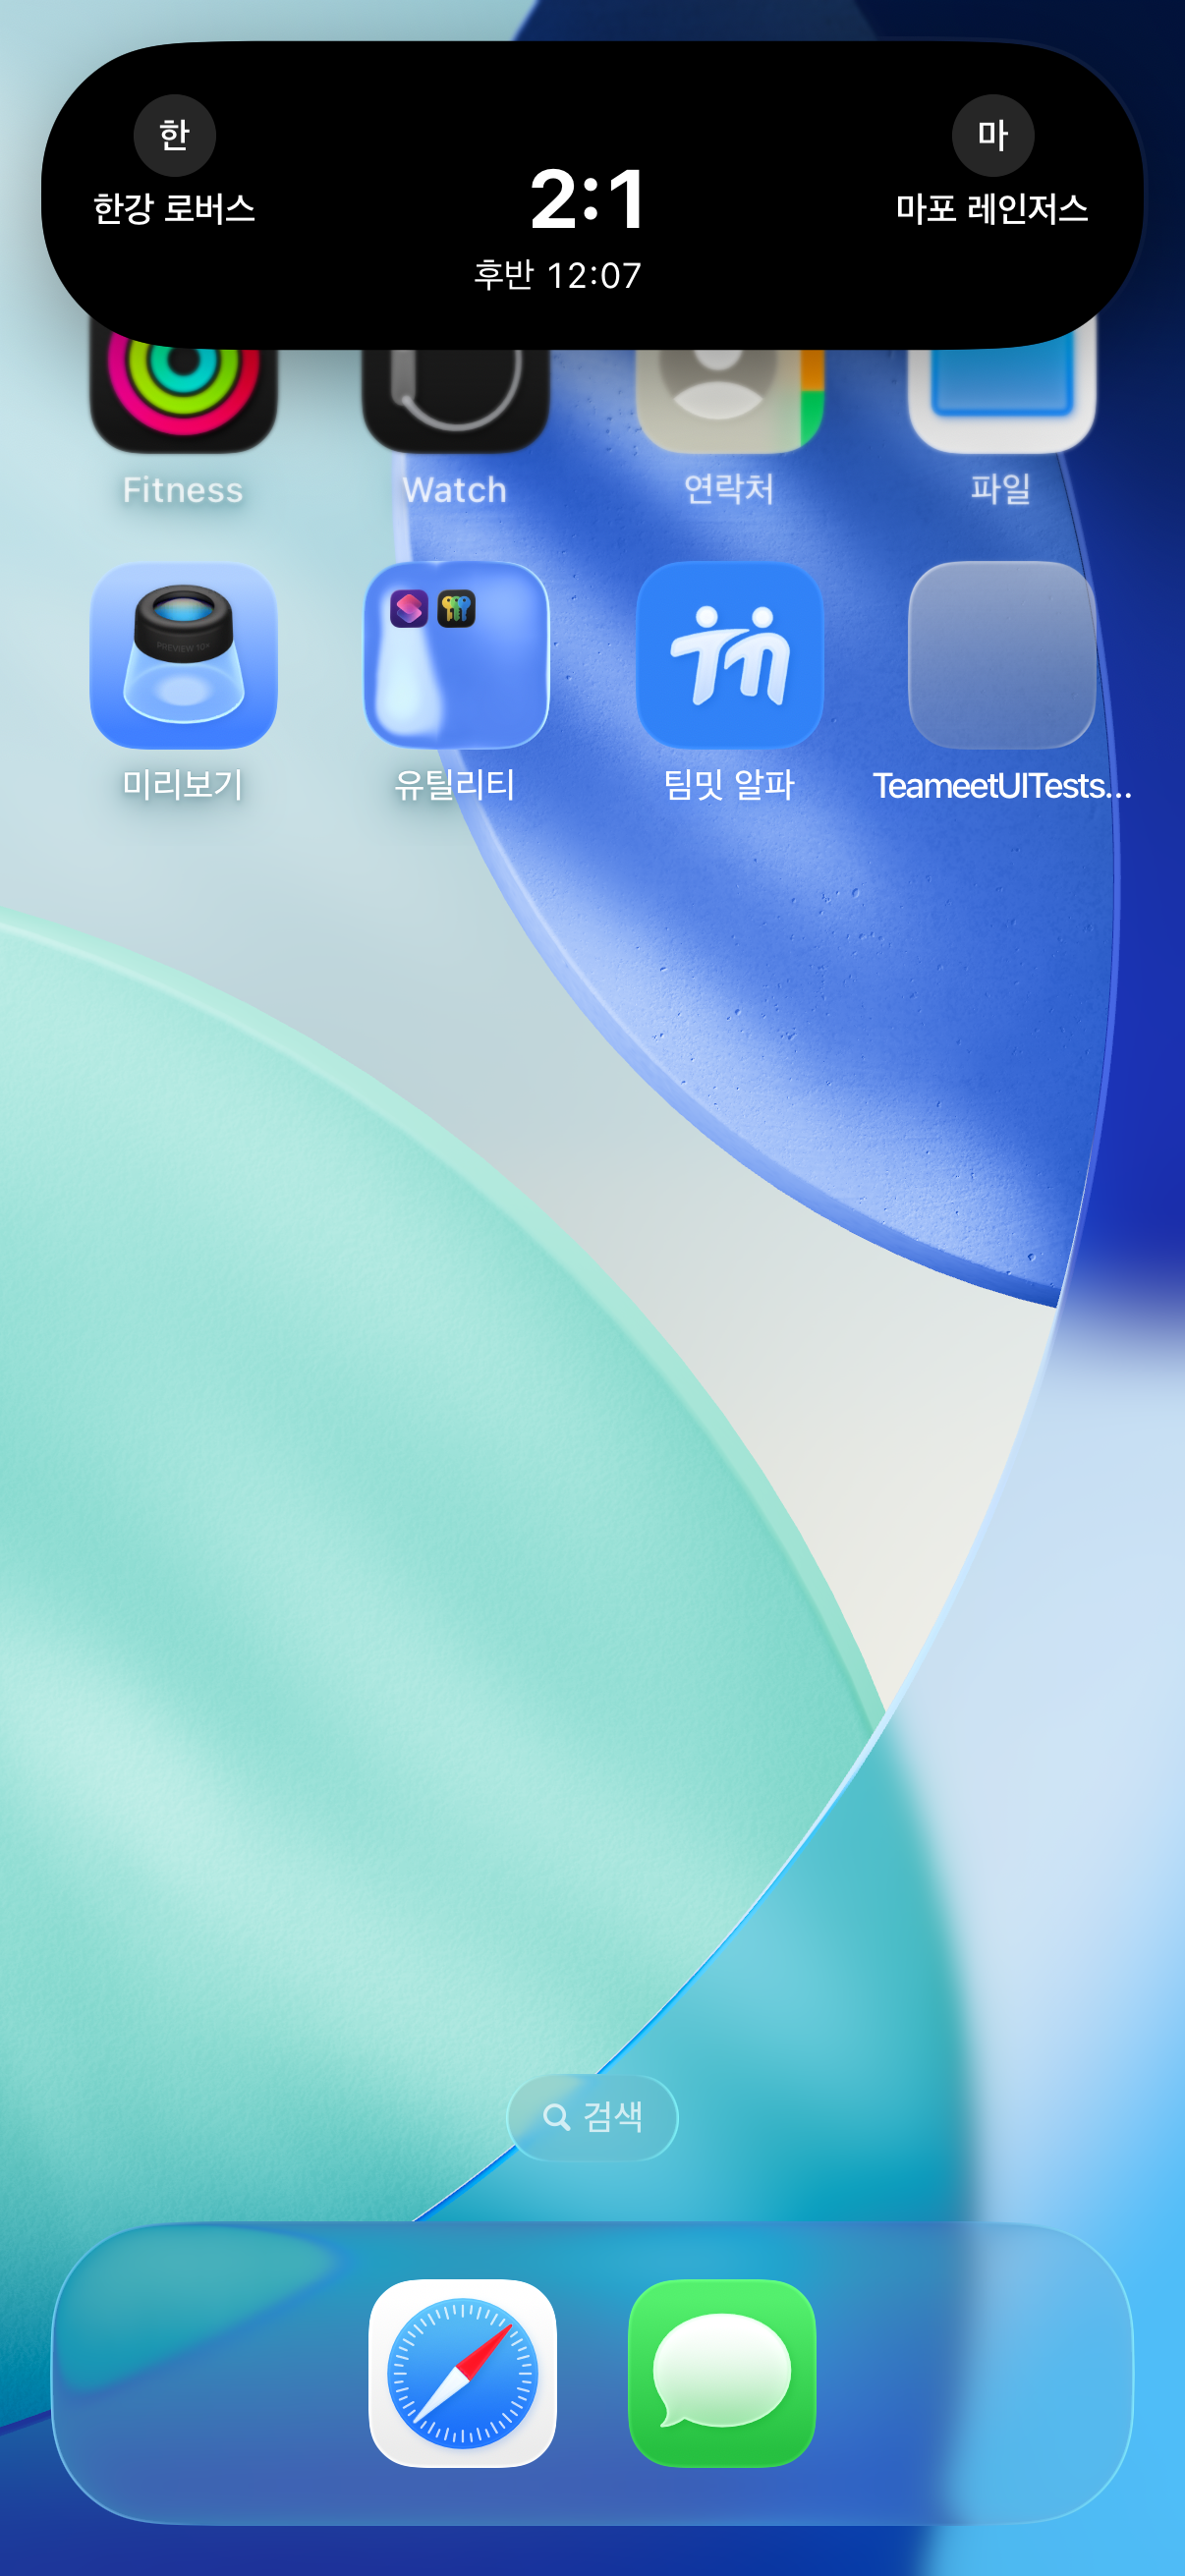 한
마
한강 로버스
2:1
마포 레인저스
후반 12:07
Fitness
Watch
연락처
파일
PREVIEW 10×
미리보기
유틸리티
팀밋 알파
TeameetUITests...
검색